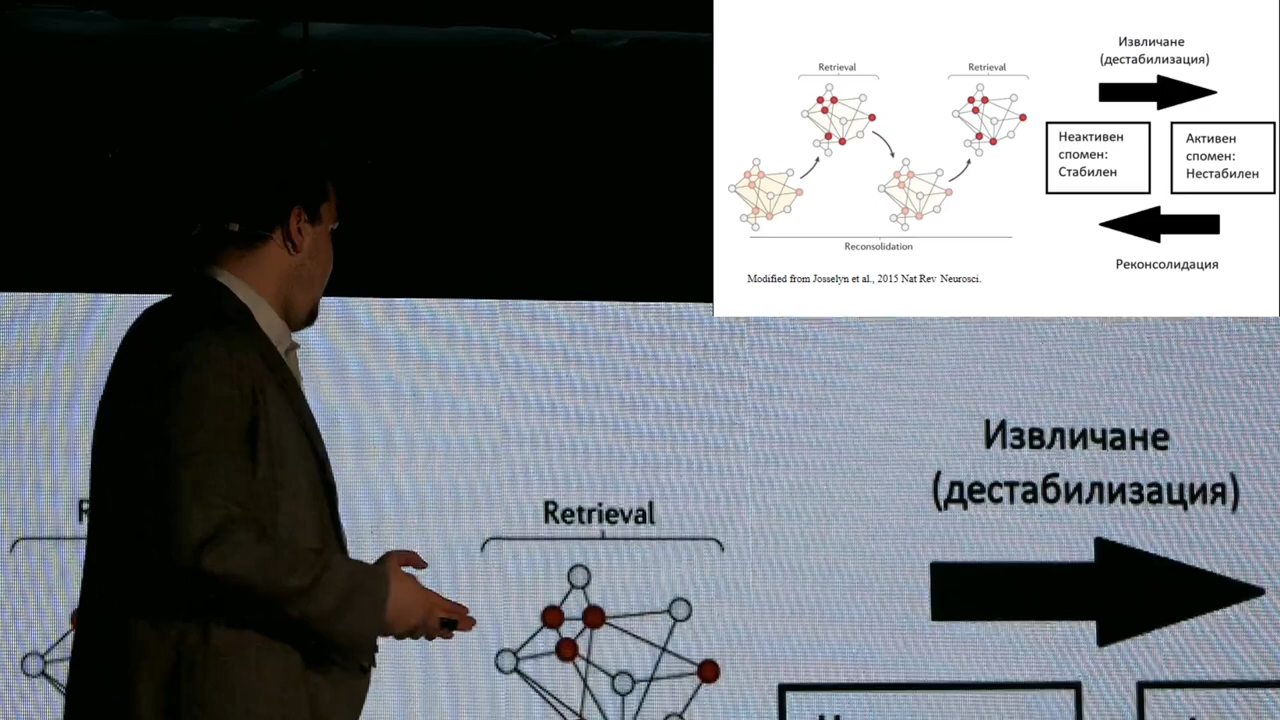 Retrieval
Retrieval
Reconsolidation
Modified from Josselyn et al., 2015 Nat Rev Neurosci.
Извличане
(дестабилизация)
Неактивен
спомен:
Стабилен
Активен
спомен:
Нестабилен
Реконсолидация
Retrieval
Извличане
(дестабилизация)